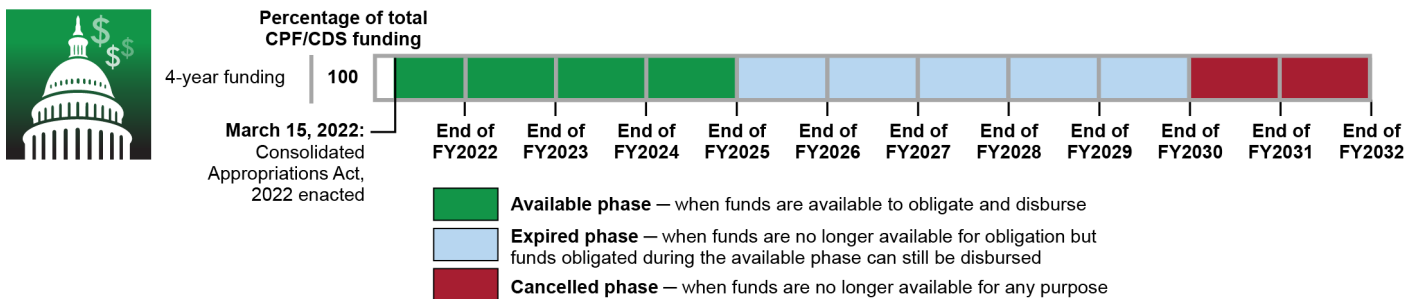 $
$
$
Percentage of total
CPF/CDS funding
4-year funding
100
March 15, 2022:
Consolidated
Appropriations Act,
2022 enacted
End of
FY2022
End of
FY2023
End of
FY2024
End of
FY2025
End of
FY2026
End of
FY2027
End of
FY2028
End of
FY2029
End of
FY2030
End of
FY2031
End of
FY2032
Available phase — when funds are available to obligate and disburse
Expired phase — when funds are no longer available for obligation but
funds obligated during the available phase can still be disbursed
Cancelled phase — when funds are no longer available for any purpose